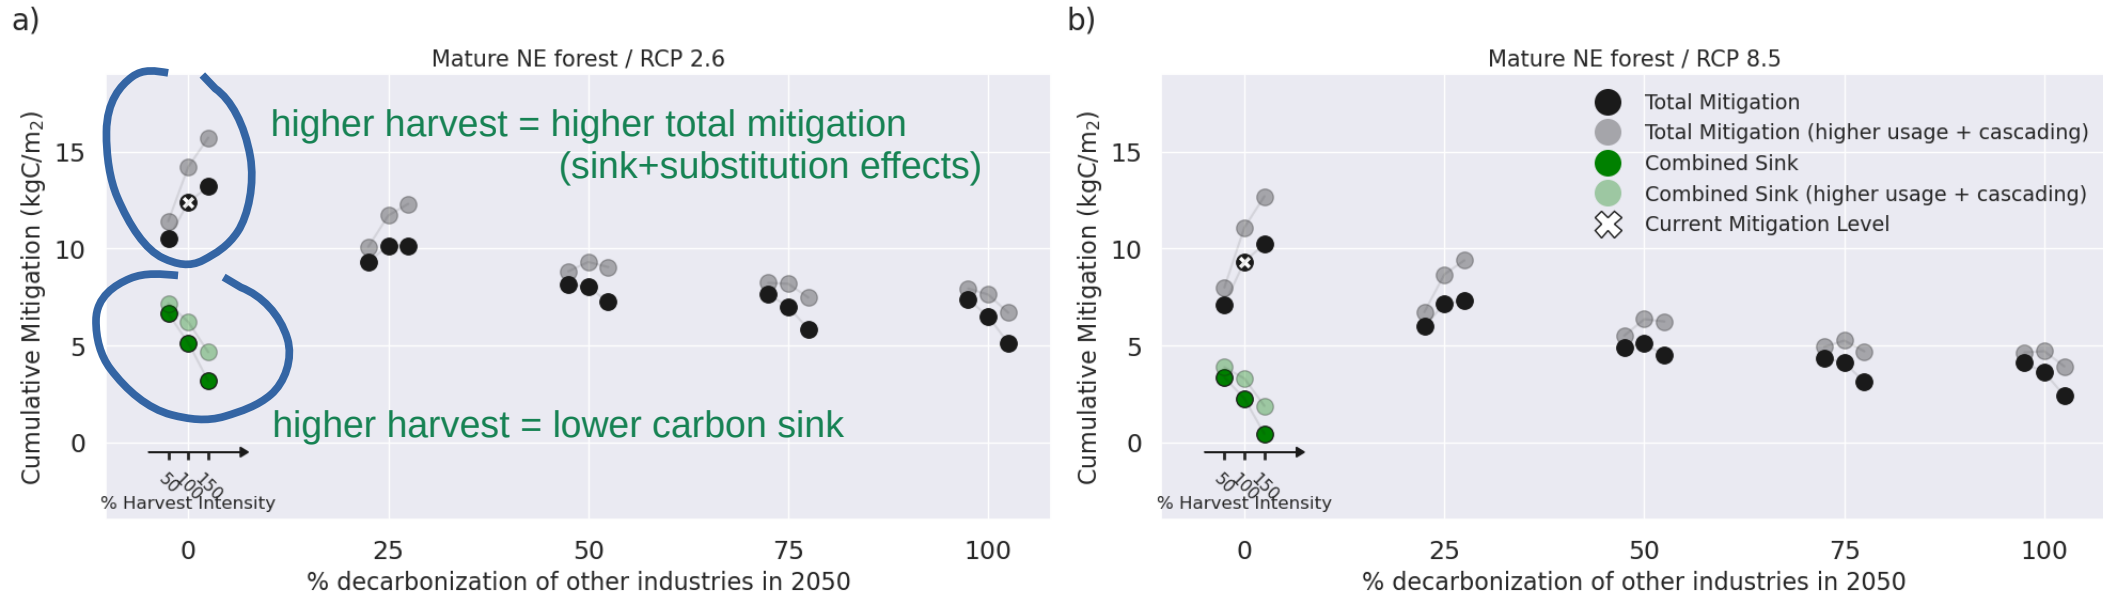 a)
Mature NE forest / RCP 2.6
higher harvest = higher total mitigation
(sink+substitution effects)
higher harvest = lower carbon sink
Cumulative Mitigation (kgC/m₂)
15
10
5
0
50
100
150
% Harvest Intensity
0 25 50 75 100
% decarbonization of other industries in 2050
b)
Mature NE forest / RCP 8.5
Total Mitigation
Total Mitigation (higher usage + cascading)
Combined Sink
Combined Sink (higher usage + cascading)
Current Mitigation Level
Cumulative Mitigation (kgC/m₂)
15
10
5
0
50
100
150
% Harvest Intensity
0 25 50 75 100
% decarbonization of other industries in 2050